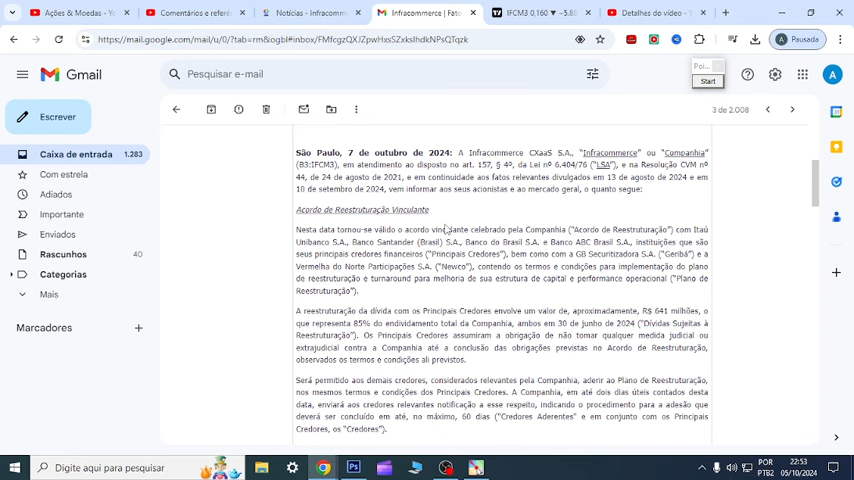 Ações & Moedas - Yo
Comentários e referê
Notícias - Infracomm
Infracommerce | Fato
IFCM3 0,160 ▼ −5.88
Detalhes do vídeo - Y
https://mail.google.com/mail/u/0/?tab=rm&ogbl#inbox/FMfcgzQXJZpwHxsSZxkslhdkNPsQTqzk
Pausada
Poi...
Start
Gmail
Pesquisar e-mail
Escrever
3 de 2.008
Caixa de entrada 1.283
Com estrela
Adiados
Importante
Enviados
Rascunhos 40
Categorias
Mais
Marcadores
São Paulo, 7 de outubro de 2024: A Infracommerce CXaaS S.A., "Infracommerce" ou "Companhia"
(B3:IFCM3), em atendimento ao disposto no art. 157, § 4º, da Lei nº 6.404/76 ("LSA"), e na Resolução CVM nº
44, de 24 de agosto de 2021, e em continuidade aos fatos relevantes divulgados em 13 de agosto de 2024 e em
10 de setembro de 2024, vem informar aos seus acionistas e ao mercado geral, o quanto segue:
Acordo de Reestruturação Vinculante
Nesta data tornou-se válido o acordo vinculante celebrado pela Companhia ("Acordo de Reestruturação") com Itaú
Unibanco S.A., Banco Santander (Brasil) S.A., Banco do Brasil S.A. e Banco ABC Brasil S.A., instituições que são
seus principais credores financeiros ("Principais Credores"), bem como com a GB Securitizadora S.A. ("Geribá") e a
Vermelha do Norte Participações S.A. ("Newco"), contendo os termos e condições para implementação do plano
de reestruturação e turnaround para melhoria de sua estrutura de capital e performance operacional ("Plano de
Reestruturação").
A reestruturação da dívida com os Principais Credores envolve um valor de, aproximadamente, R$ 641 milhões, o
que representa 85% do endividamento total da Companhia, ambos em 30 de junho de 2024 ("Dívidas Sujeitas à
Reestruturação"). Os Principais Credores assumiram a obrigação de não tomar qualquer medida judicial ou
extrajudicial contra a Companhia até a conclusão das obrigações previstas no Acordo de Reestruturação,
observados os termos e condições ali previstos.
Será permitido aos demais credores, considerados relevantes pela Companhia, aderir ao Plano de Reestruturação,
nos mesmos termos e condições dos Principais Credores. A Companhia, em até dois dias úteis contados desta
data, enviará aos credores relevantes notificação a esse respeito, indicando o procedimento para a adesão que
deverá ser concluído em até, no máximo, 60 dias ("Credores Aderentes" e em conjunto com os Principais
Credores, os "Credores").
Digite aqui para pesquisar
POR
PTB2
22:53
05/10/2024